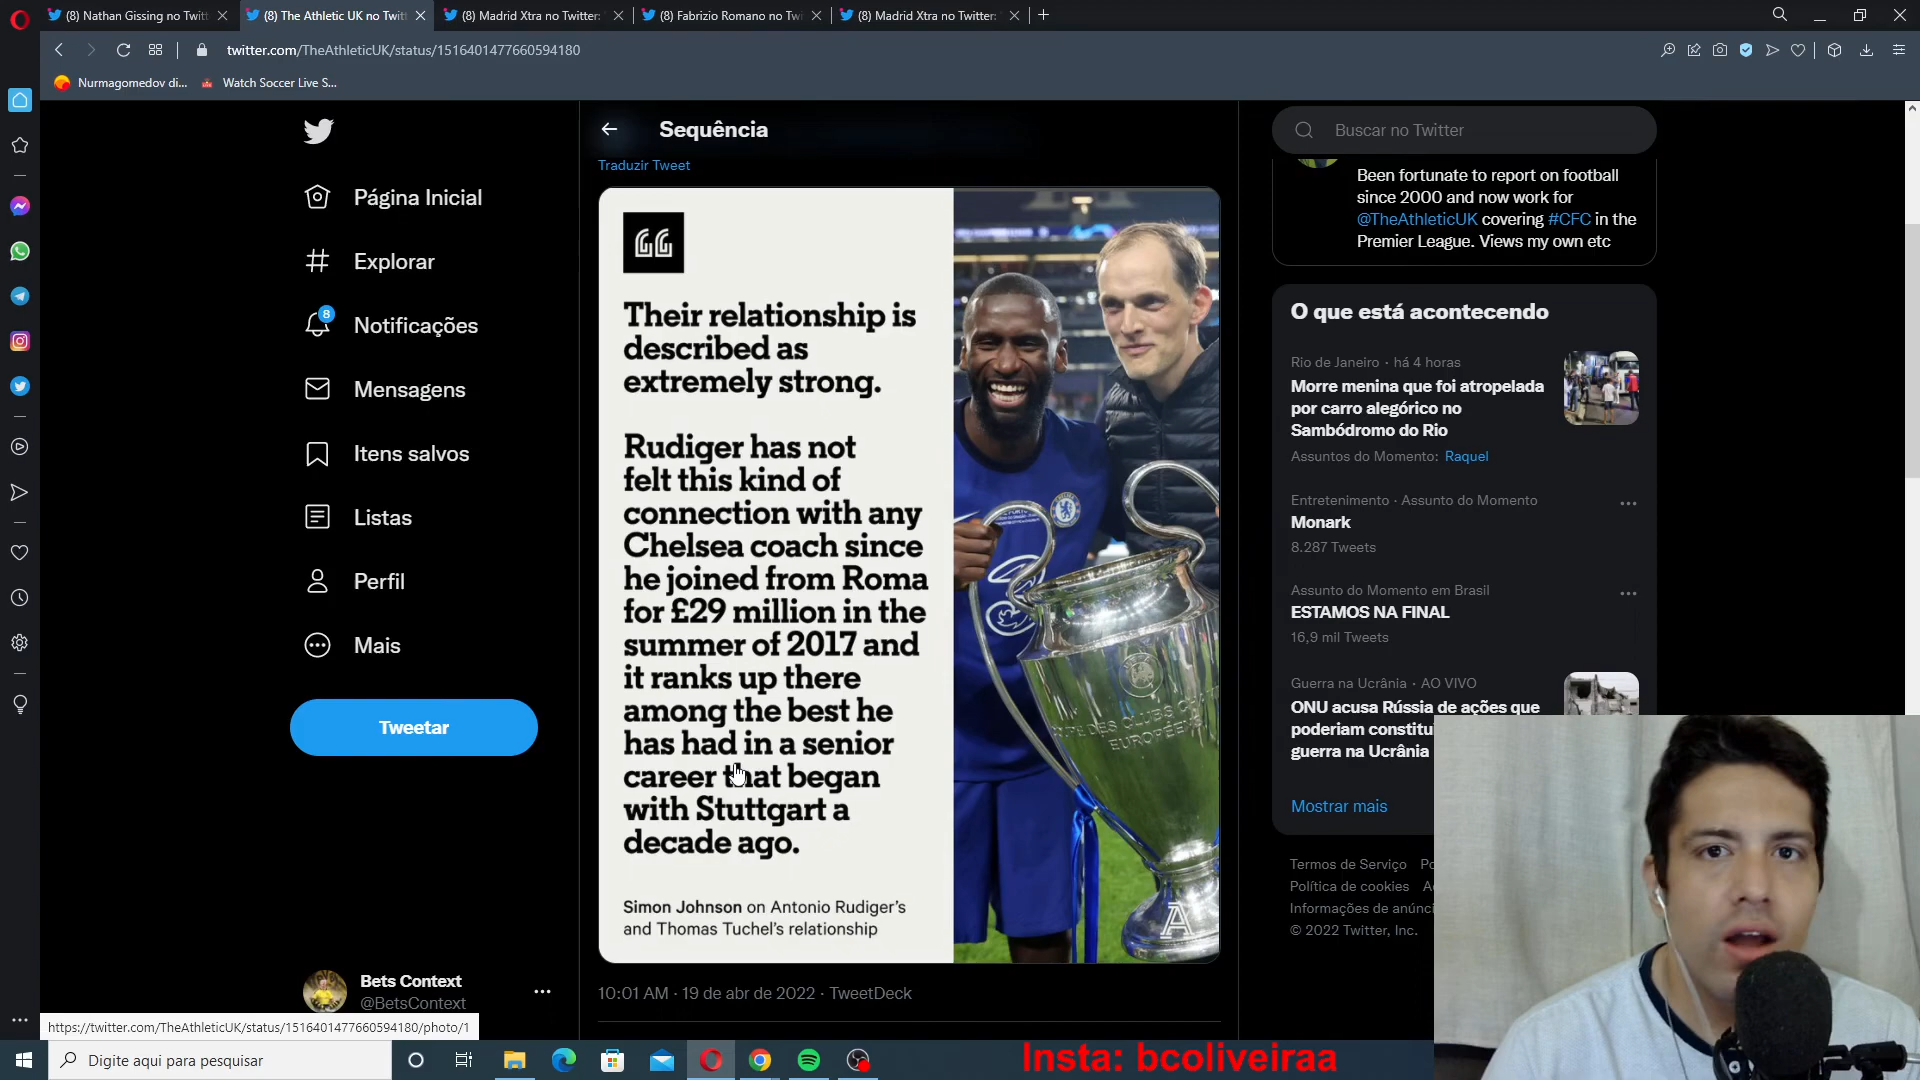 (8) Nathan Gissing no Twitt
(8) The Athletic UK no Twitt
(8) Madrid Xtra no Twitter:
(8) Fabrizio Romano no Twi
(8) Madrid Xtra no Twitter:
twitter.com/TheAthleticUK/status/1516401477660594180
Nurmagomedov di...
Watch Soccer Live S...
Página Inicial
Explorar
8
Notificações
Mensagens
Itens salvos
Listas
Perfil
Mais
Tweetar
Bets Context
@BetsContext
https://twitter.com/TheAthleticUK/status/1516401477660594180/photo/1
Sequência
Traduzir Tweet
Their relationship is
described as
extremely strong.
Rudiger has not
felt this kind of
connection with any
Chelsea coach since
he joined from Roma
for £29 million in the
summer of 2017 and
it ranks up there
among the best he
has had in a senior
career that began
with Stuttgart a
decade ago.
Simon Johnson on Antonio Rudiger's
and Thomas Tuchel's relationship
A
10:01 AM · 19 de abr de 2022 · TweetDeck
Buscar no Twitter
Been fortunate to report on football
since 2000 and now work for
@TheAthleticUK covering #CFC in the
Premier League. Views my own etc
O que está acontecendo
Rio de Janeiro · há 4 horas
Morre menina que foi atropelada
por carro alegórico no
Sambódromo do Rio
Assuntos do Momento: Raquel
Entretenimento · Assunto do Momento
Monark
8.287 Tweets
Assunto do Momento em Brasil
ESTAMOS NA FINAL
16,9 mil Tweets
Guerra na Ucrânia · AO VIVO
ONU acusa Rússia de ações que
poderiam constitui
guerra na Ucrânia
Mostrar mais
Termos de Serviço
Política de cookies
Informações de anúnci
© 2022 Twitter, Inc.
Digite aqui para pesquisar
Insta: bcoliveiraa